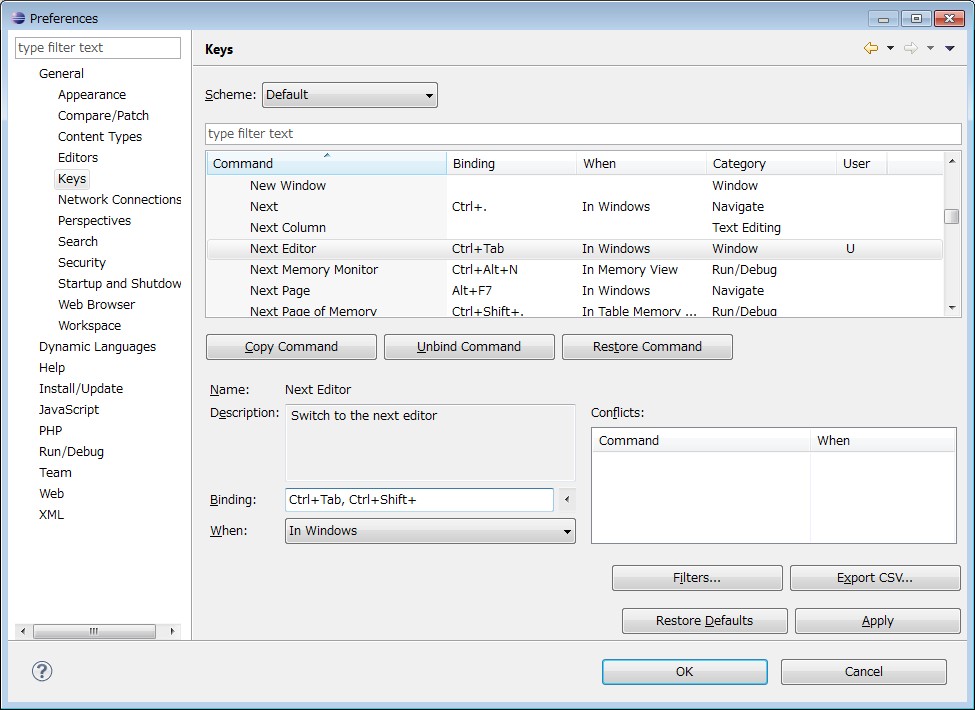 Preferences
type filter text
General
Appearance
Compare/Patch
Content Types
Editors
Keys
Network Connections
Perspectives
Search
Security
Startup and Shutdow
Web Browser
Workspace
Dynamic Languages
Help
Install/Update
JavaScript
PHP
Run/Debug
Team
Web
XML
Keys
Scheme: Default
type filter text
Command Binding When Category User
New Window Window
Next Ctrl+. In Windows Navigate
Next Column Text Editing
Next Editor Ctrl+Tab In Windows Window U
Next Memory Monitor Ctrl+Alt+N In Memory View Run/Debug
Next Page Alt+F7 In Windows Navigate
Next Page of Memory Ctrl+Shift+. In Table Memory ... Run/Debug
Copy Command Unbind Command Restore Command
Name: Next Editor
Description: Switch to the next editor
Conflicts:
Command When
Binding: Ctrl+Tab, Ctrl+Shift+
When: In Windows
Filters... Export CSV...
Restore Defaults Apply
OK Cancel